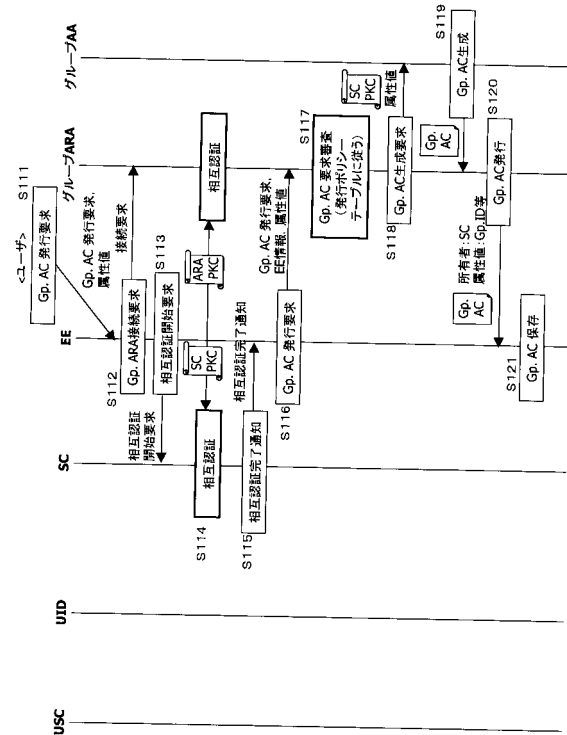 USC
UID
SC
EE
グループARA
グループAA
<ユーザ>
S111
Gp. AC 発行要求
Gp. AC 発行要求,
属性値
S112
Gp. ARA接続要求
接続要求
S113
相互認証開始要求
相互認証
開始要求
SC
PKC
ARA
PKC
S114
相互認証
相互認証
S115
相互認証完了通知
相互認証完了通知
S116
Gp. AC 発行要求
Gp. AC 発行要求,
EE情報、属性値
S117
Gp. AC 要求審査
(発行ポリシー
テーブルに従う)
SC
PKC
属性値
S118
Gp. AC生成要求
S119
Gp. AC生成
Gp.
AC
S120
Gp. AC発行
所有者:SC
属性値:Gp.ID等
Gp.
AC
S121
Gp. AC 保存